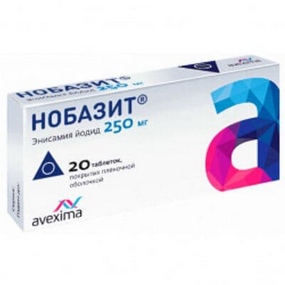 НОБАЗИТ®
Энисамия йодид 250 мг
20 таблеток,
покрытых пленочной
оболочкой
avexima